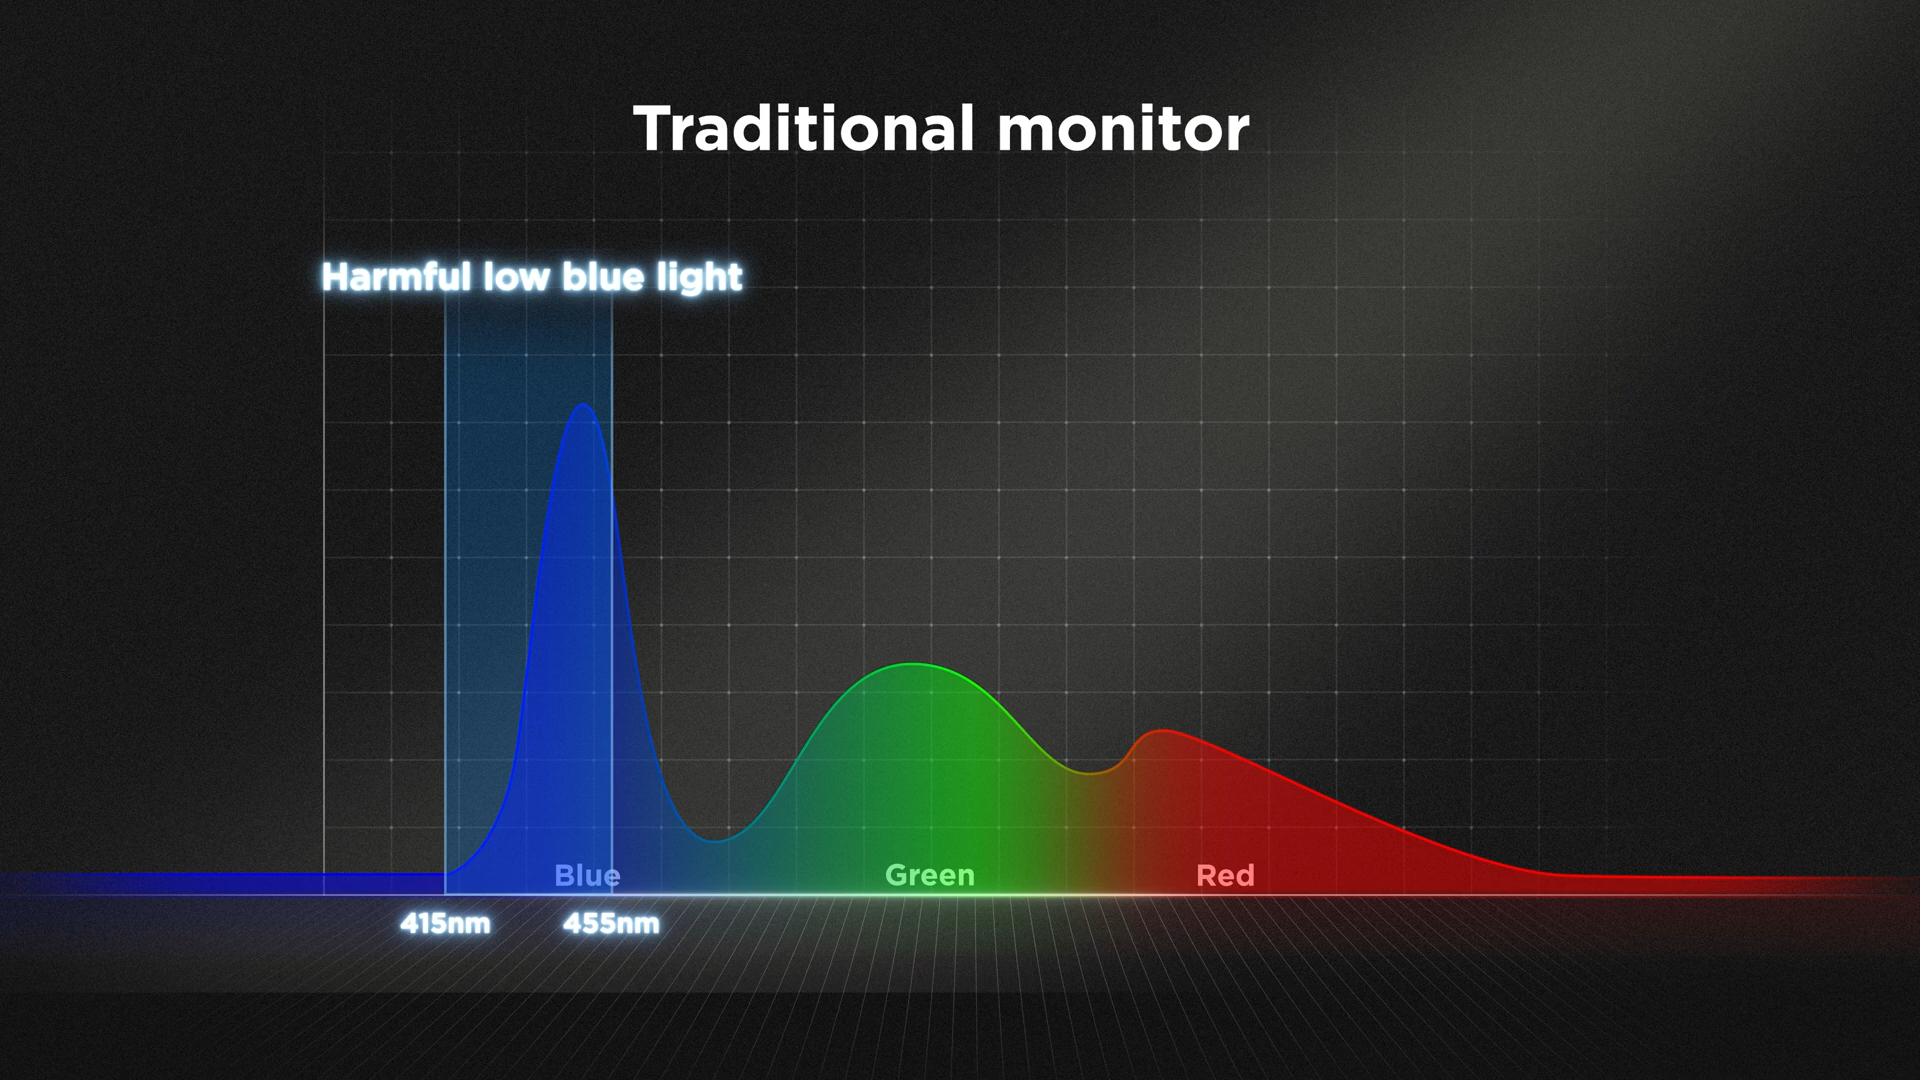 Traditional monitor
Harmful low blue light
Blue
Green
Red
415nm
455nm